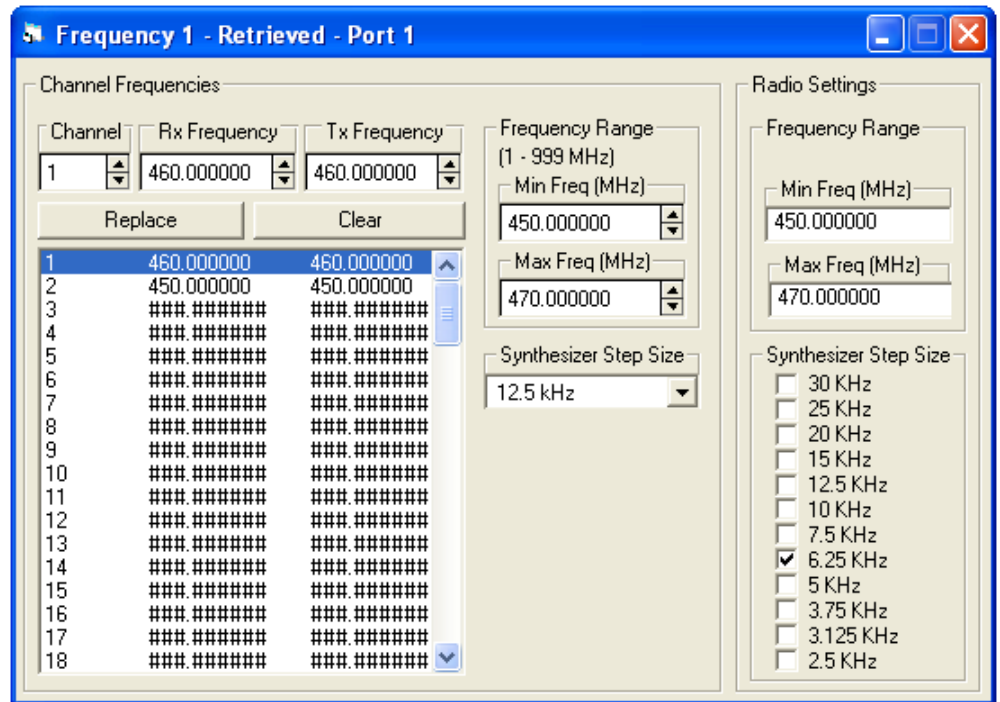 Frequency 1 - Retrieved - Port 1
Channel Frequencies
Channel
Rx Frequency
Tx Frequency
1
460.000000
460.000000
Replace
Clear
1 460.000000 460.000000
2 450.000000 450.000000
3 ###.###### ###.######
4 ###.###### ###.######
5 ###.###### ###.######
6 ###.###### ###.######
7 ###.###### ###.######
8 ###.###### ###.######
9 ###.###### ###.######
10 ###.###### ###.######
11 ###.###### ###.######
12 ###.###### ###.######
13 ###.###### ###.######
14 ###.###### ###.######
15 ###.###### ###.######
16 ###.###### ###.######
17 ###.###### ###.######
18 ###.###### ###.######
Frequency Range
(1 - 999 MHz)
Min Freq (MHz)
450.000000
Max Freq (MHz)
470.000000
Synthesizer Step Size
12.5 kHz
Radio Settings
Frequency Range
Min Freq (MHz)
450.000000
Max Freq (MHz)
470.000000
Synthesizer Step Size
30 KHz
25 KHz
20 KHz
15 KHz
12.5 KHz
10 KHz
7.5 KHz
6.25 KHz
5 KHz
3.75 KHz
3.125 KHz
2.5 KHz